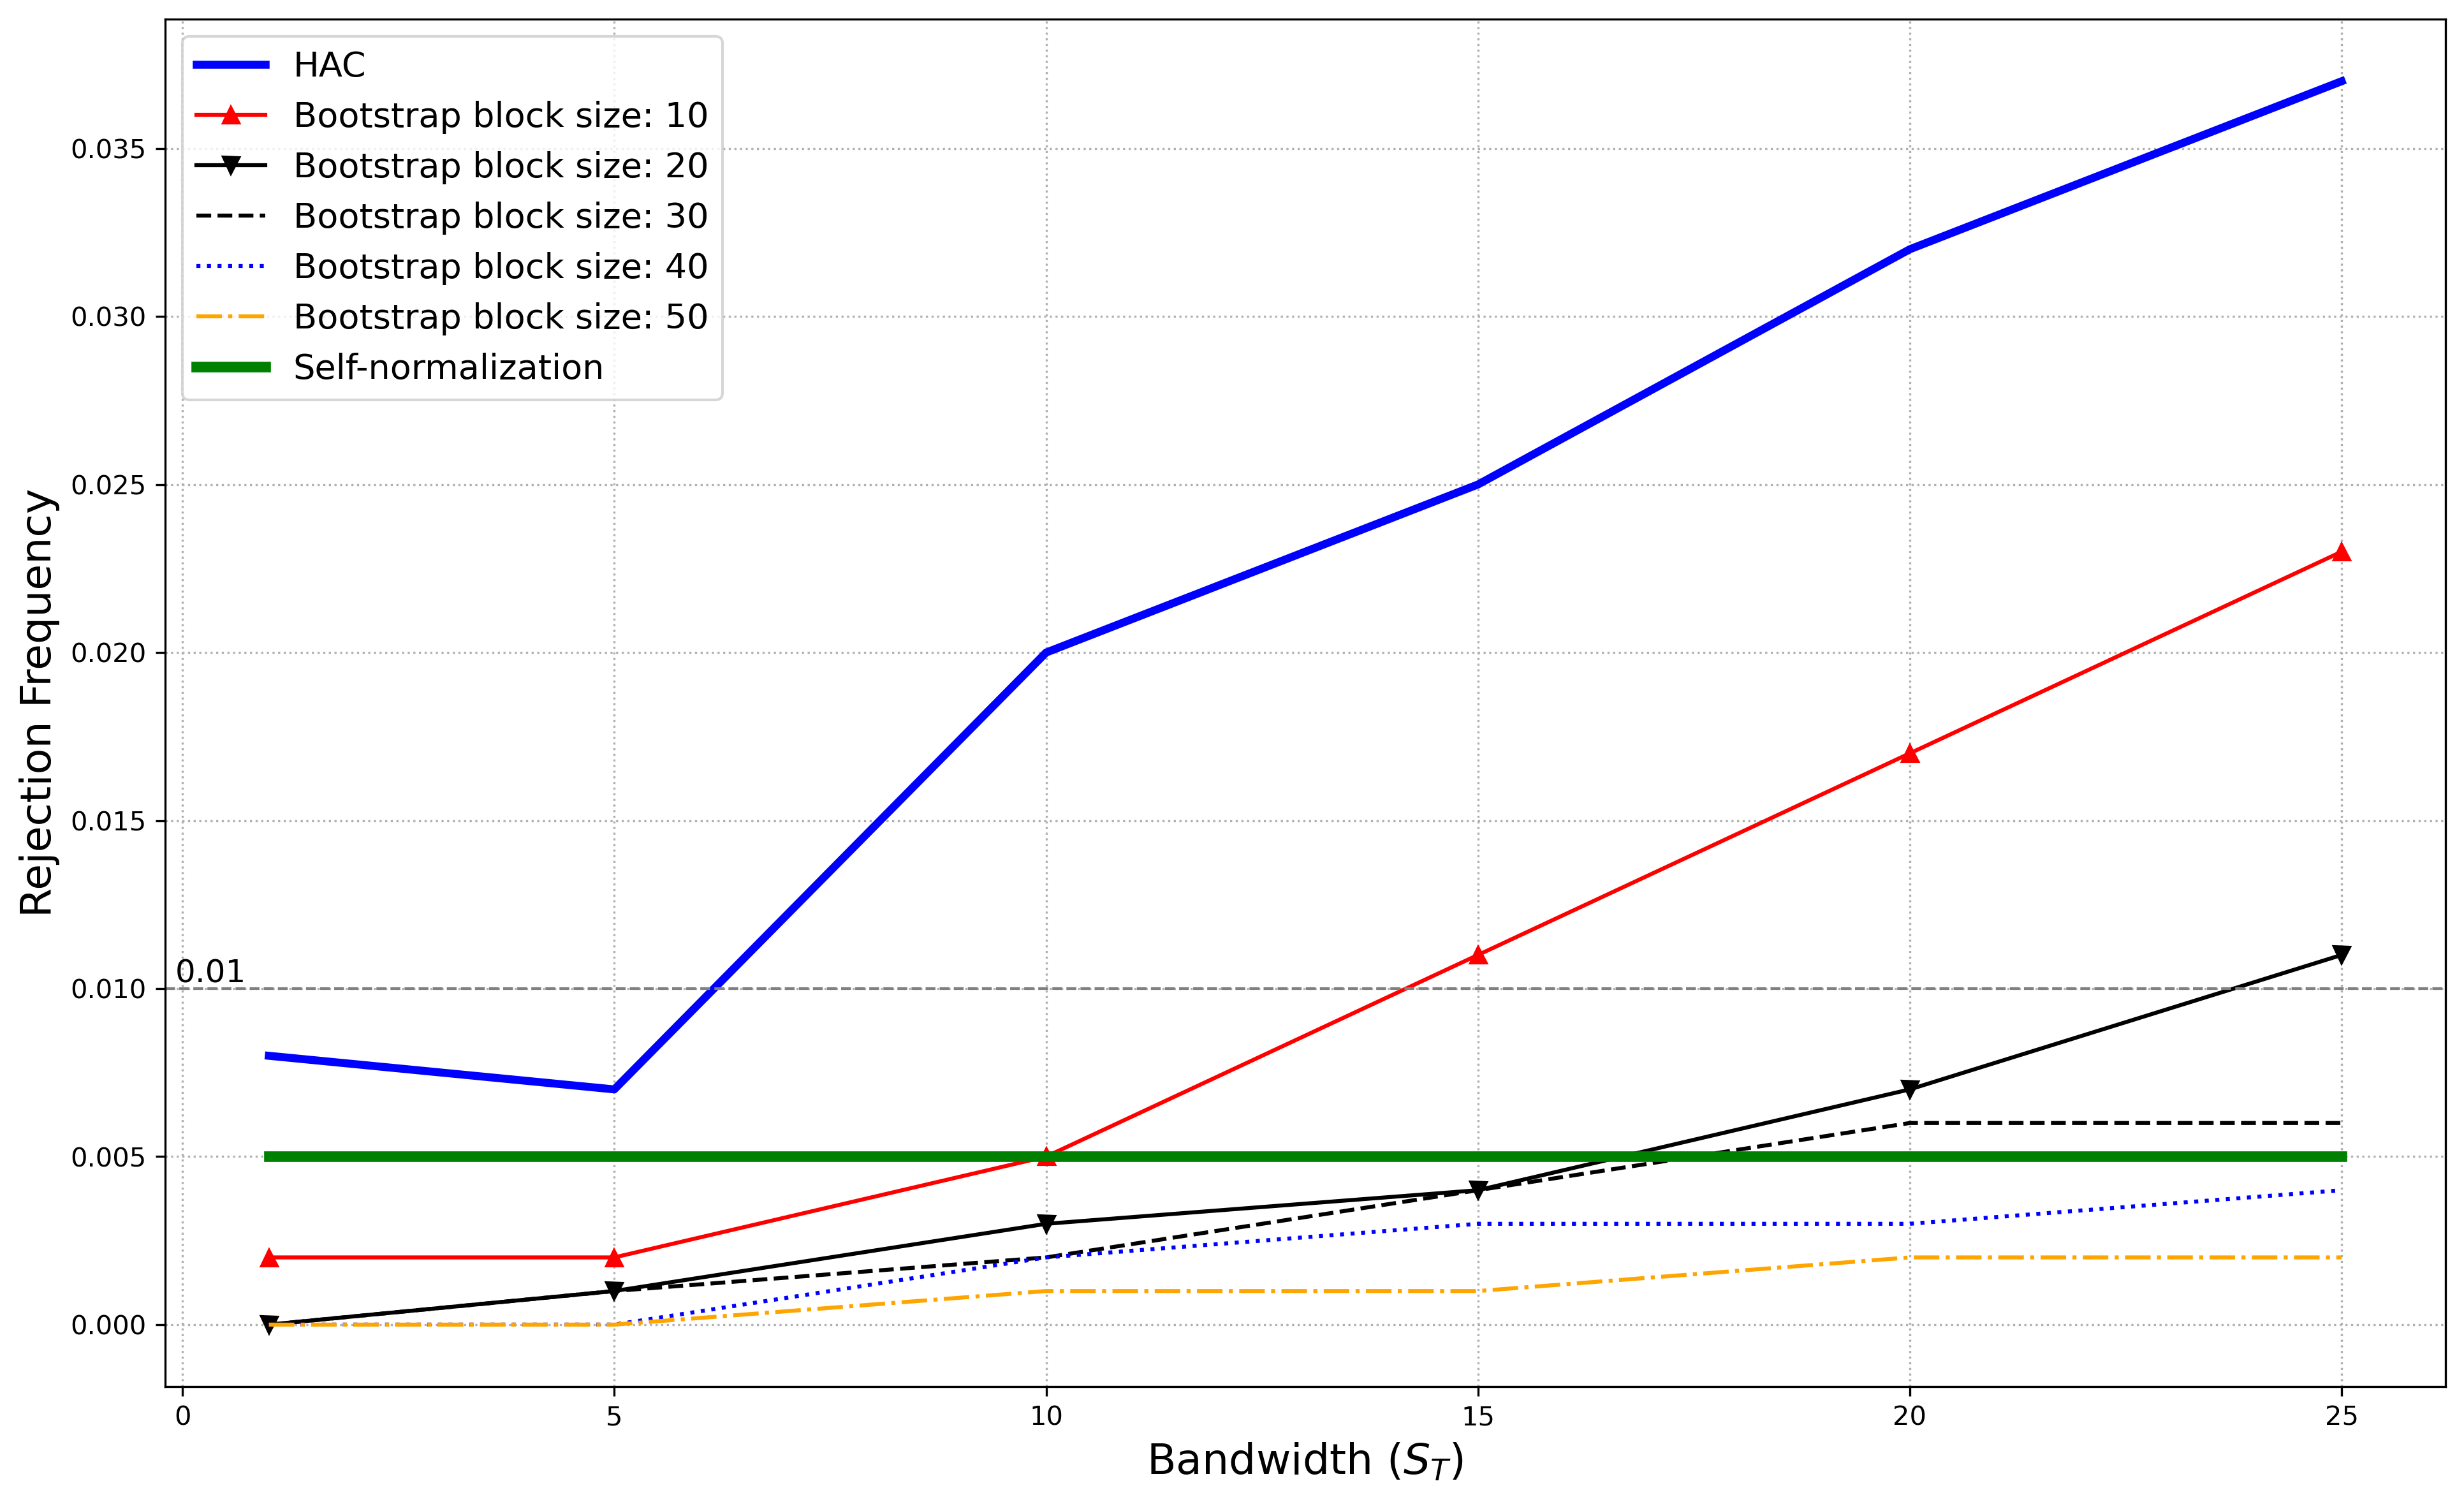 HAC
Bootstrap block size: 10
Bootstrap block size: 20
Bootstrap block size: 30
Bootstrap block size: 40
Bootstrap block size: 50
Self-normalization
Rejection Frequency
0.035
0.030
0.025
0.020
0.015
0.010
0.005
0.000
0.01
0 5 10 15 20 25
Bandwidth ($S_T$)